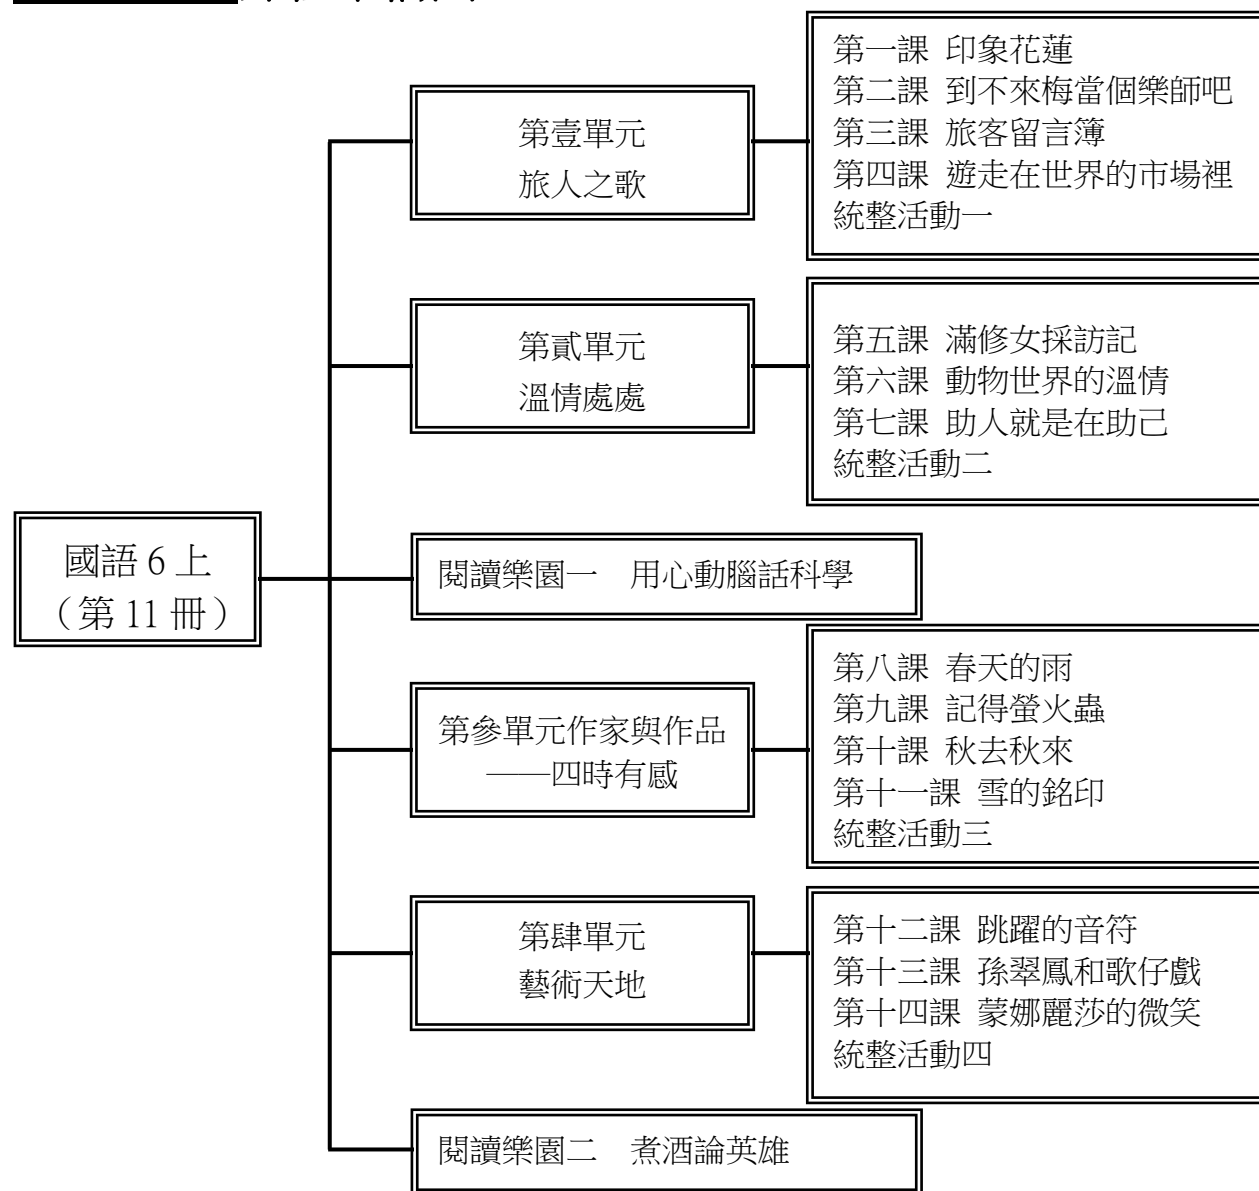 第一課 印象花蓮
第二課 到不來梅當個樂師吧
第三課 旅客留言簿
第四課 遊走在世界的市場裡
統整活動一
第壹單元
旅人之歌
第五課 滿修女採訪記
第六課 動物世界的溫情
第七課 助人就是在助己
統整活動二
第貳單元
溫情處處
國語 6 上
（第 11 冊）
閱讀樂園一 用心動腦話科學
第八課 春天的雨
第九課 記得螢火蟲
第十課 秋去秋來
第十一課 雪的銘印
統整活動三
第參單元作家與作品
——四時有感
第肆單元
藝術天地
第十二課 跳躍的音符
第十三課 孫翠鳳和歌仔戲
第十四課 蒙娜麗莎的微笑
統整活動四
閱讀樂園二 煮酒論英雄